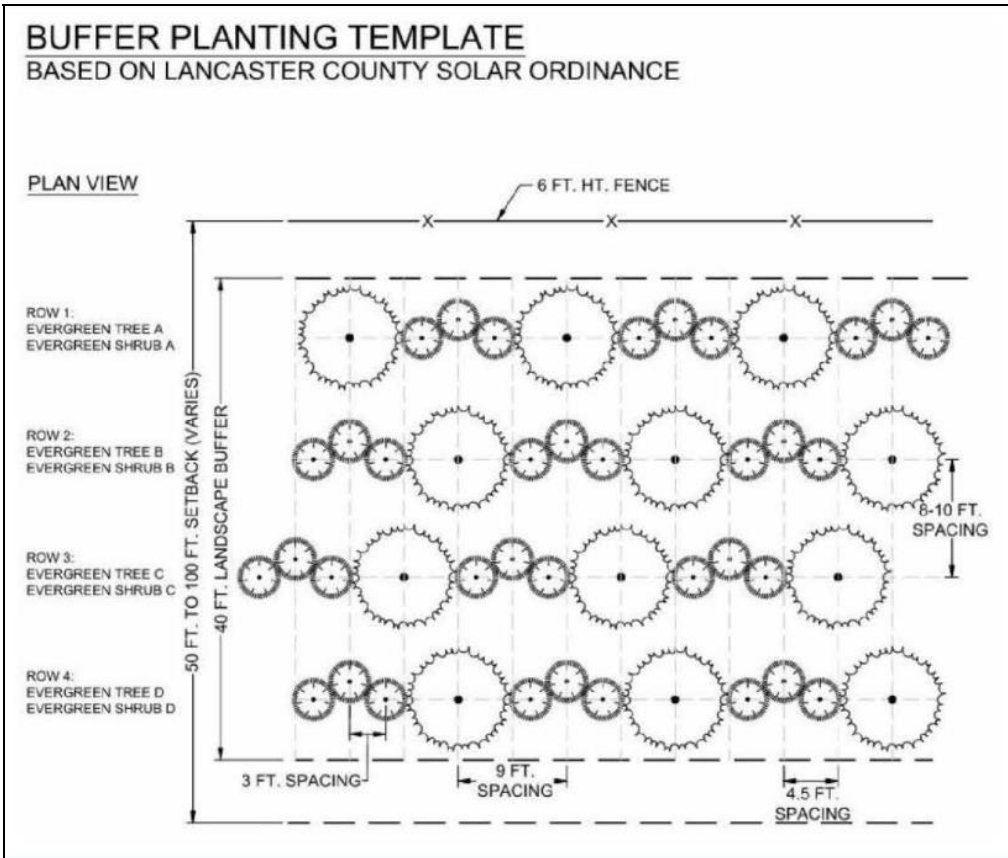 BUFFER PLANTING TEMPLATE
BASED ON LANCASTER COUNTY SOLAR ORDINANCE
PLAN VIEW
6 FT. HT. FENCE
X X X
ROW 1:
EVERGREEN TREE A
EVERGREEN SHRUB A
ROW 2:
EVERGREEN TREE B
EVERGREEN SHRUB B
ROW 3:
EVERGREEN TREE C
EVERGREEN SHRUB C
ROW 4:
EVERGREEN TREE D
EVERGREEN SHRUB D
50 FT. TO 100 FT. SETBACK (VARIES)
40 FT. LANDSCAPE BUFFER
8-10 FT.
SPACING
3 FT. SPACING
9 FT.
SPACING
4.5 FT.
SPACING